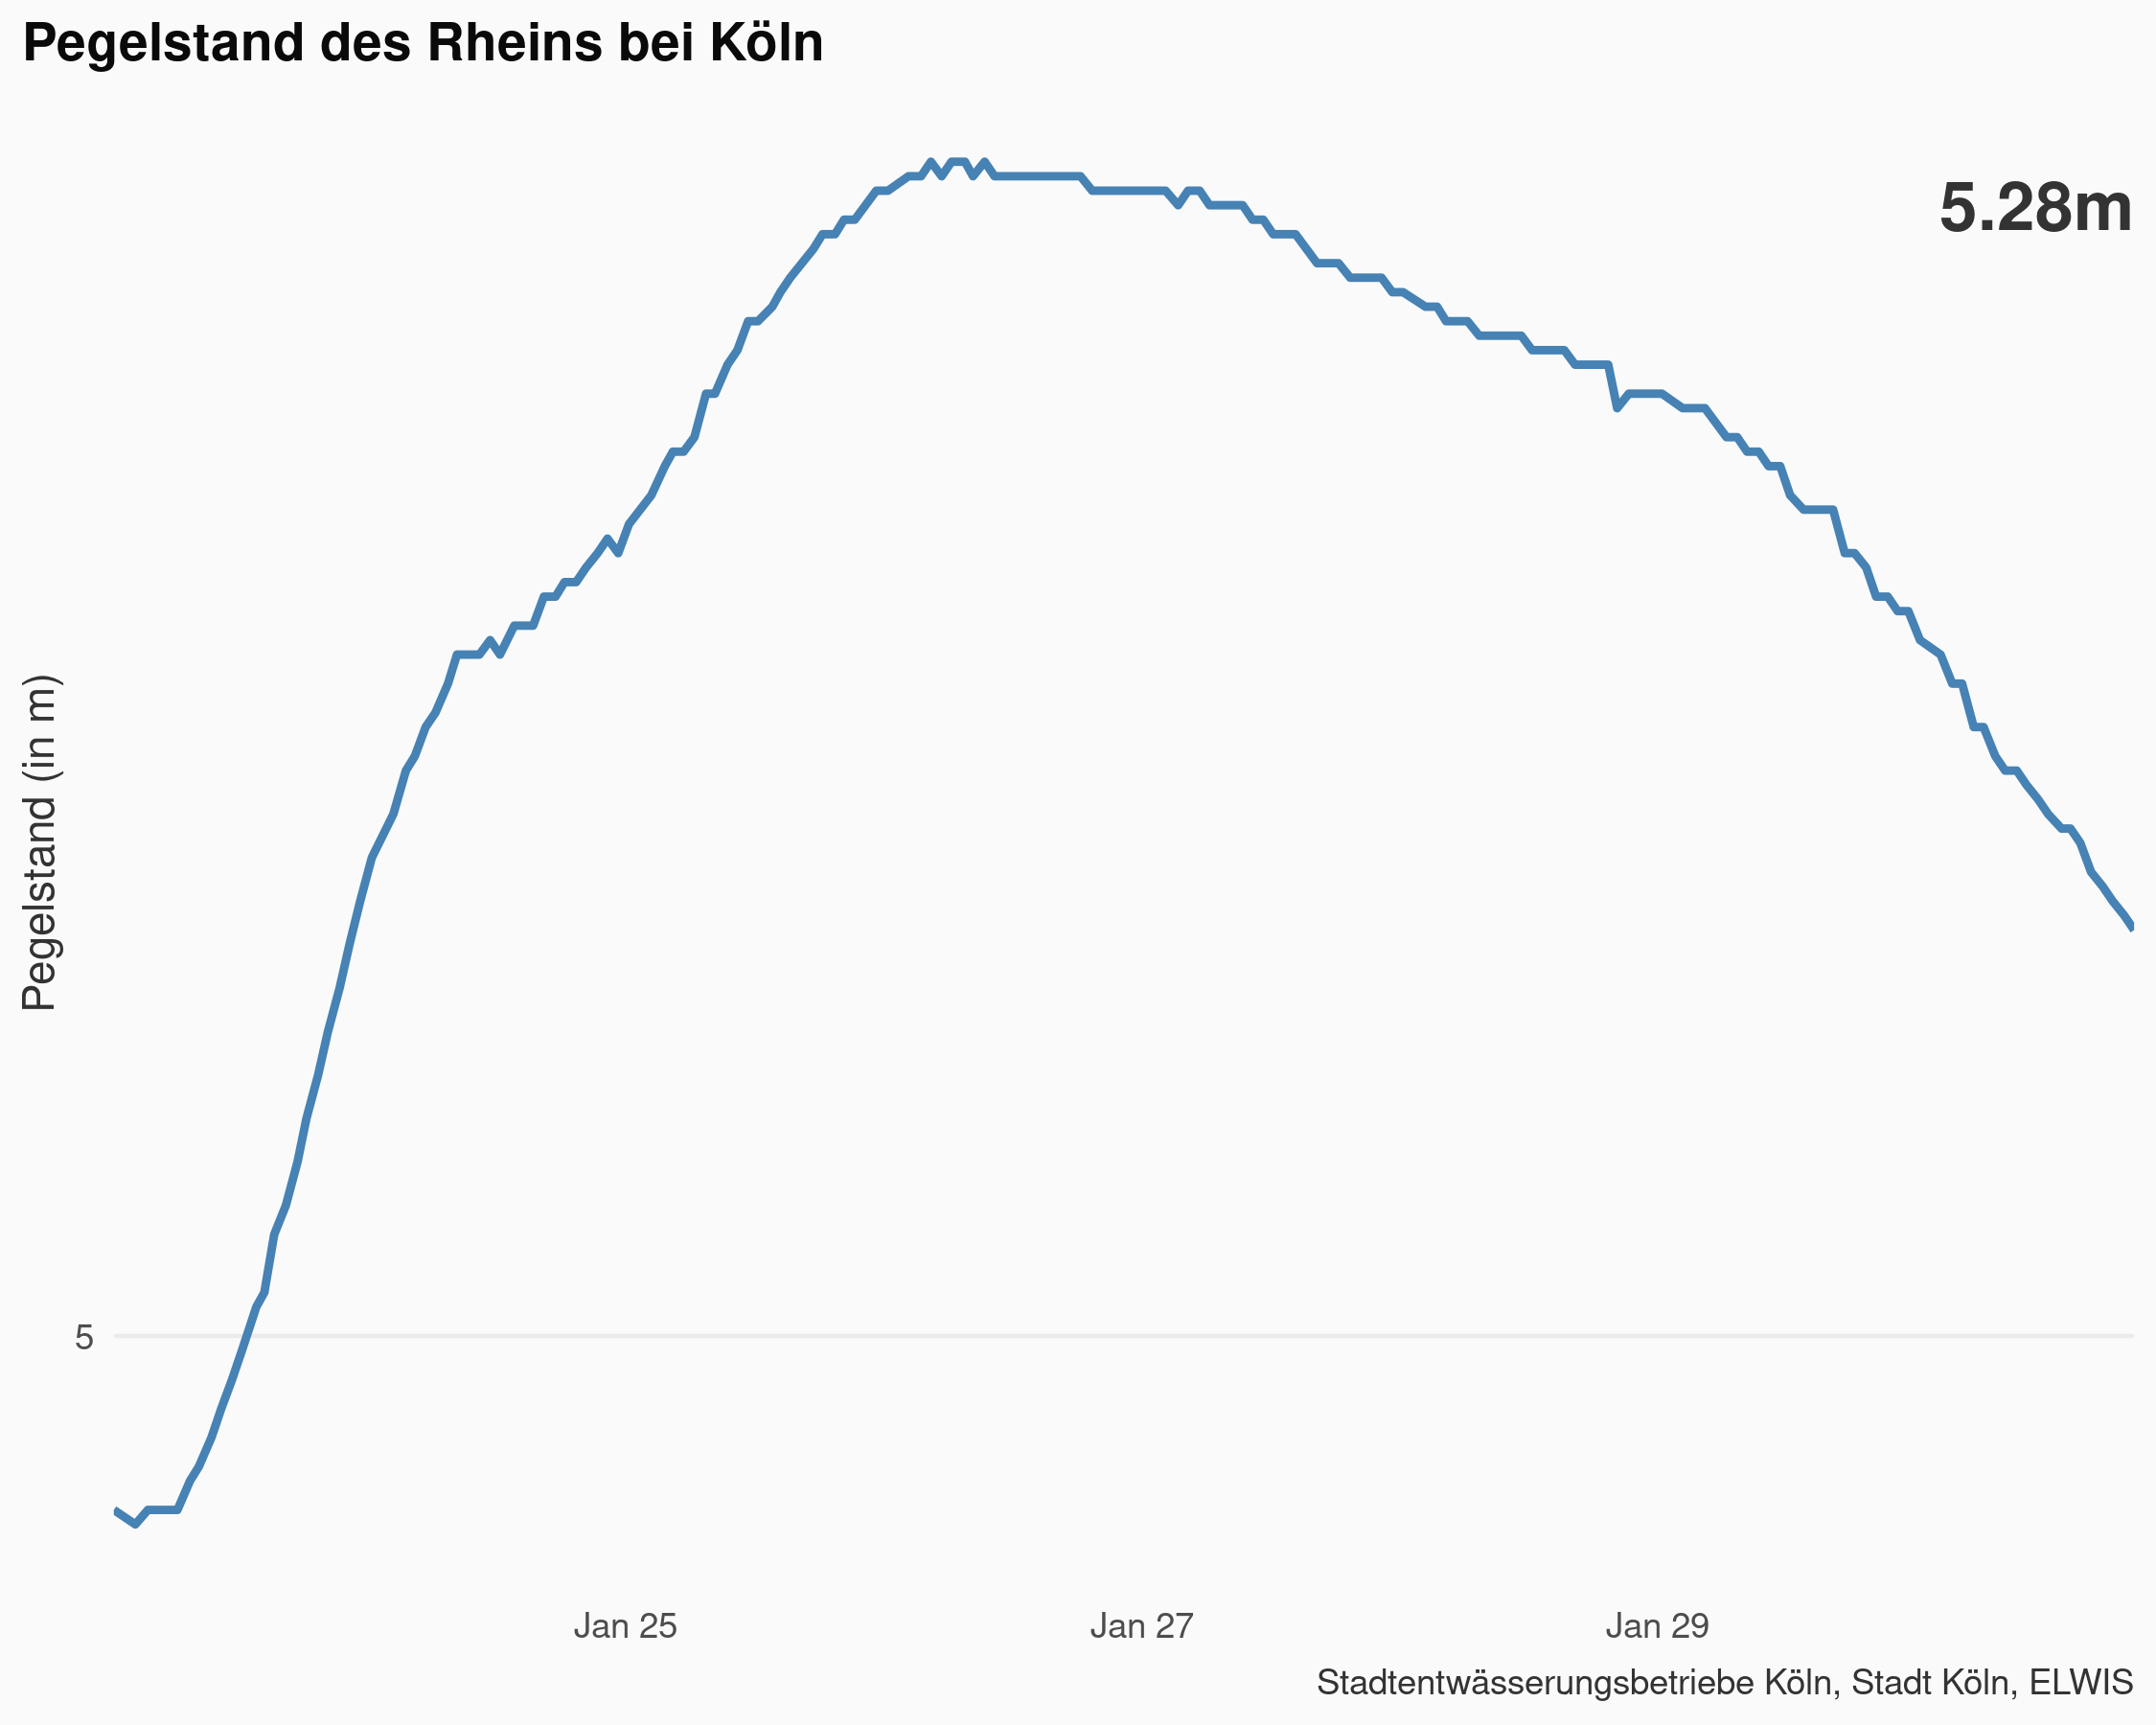 Pegelstand des Rheins bei Köln
5.28m
Pegelstand (in m)
5
Jan 25
Jan 27
Jan 29
Stadtentwässerungsbetriebe Köln, Stadt Köln, ELWIS